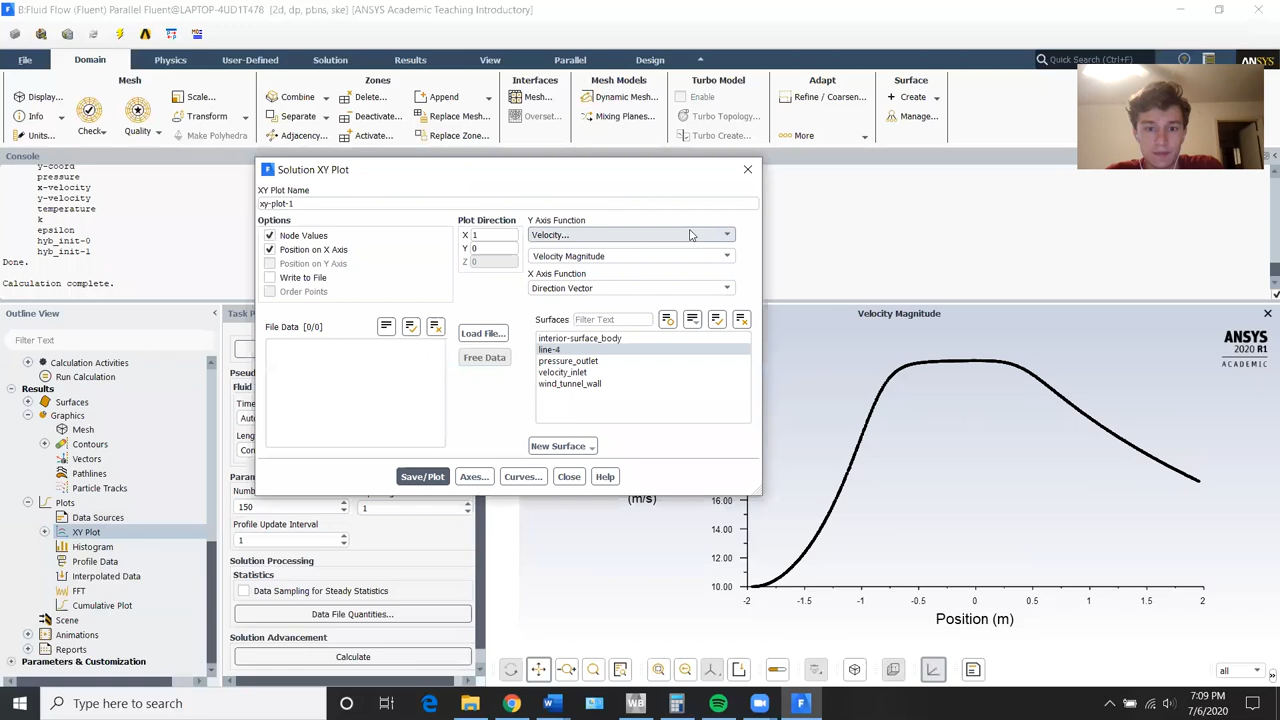 B:Fluid Flow (Fluent) Parallel Fluent@LAPTOP-4UD1T478 [2d, dp, pbns, ske] [ANSYS Academic Teaching Introductory]
File Domain Physics User-Defined Solution Results View Parallel Design
Quick Search (Ctrl+F)
ANSYS
Mesh Zones Interfaces Mesh Models Turbo Model Adapt Surface
Display... Scale... Combine Delete... Append Mesh... Dynamic Mesh... Enable Refine / Coarsen... Create
Info Transform Separate Deactivate... Replace Mesh... Overset... Mixing Planes... Turbo Topology... Manage...
Units... Check Quality Make Polyhedra Adjacency... Activate... Replace Zone... Turbo Create... More
Console
y-coord
pressure
x-velocity
y-velocity
temperature
k
epsilon
hyb_init-0
hyb_init-1
Done.
Calculation complete.
Outline View
Filter Text
Calculation Activities
Run Calculation
Results
Surfaces
Graphics
Mesh
Contours
Vectors
Pathlines
Particle Tracks
Plots
Data Sources
XY Plot
Histogram
Profile Data
Interpolated Data
FFT
Cumulative Plot
Scene
Animations
Reports
Parameters & Customization
Task P
Pseud
Fluid
Time
Aut
Leng
Con
Param
Numb
150
1
Profile Update Interval
1
Solution Processing
Statistics
Data Sampling for Steady Statistics
Data File Quantities...
Solution Advancement
Calculate
Solution XY Plot
XY Plot Name
xy-plot-1
Options
Node Values
Position on X Axis
Position on Y Axis
Write to File
Order Points
Plot Direction
X 1
Y 0
Z 0
Y Axis Function
Velocity...
Velocity Magnitude
X Axis Function
Direction Vector
File Data [0/0]
Load File...
Free Data
Surfaces Filter Text
interior-surface_body
line-4
pressure_outlet
velocity_inlet
wind_tunnel_wall
New Surface
Save/Plot Axes... Curves... Close Help
Velocity Magnitude
ANSYS
2020 R1
ACADEMIC
(m/s)
16.00
14.00
12.00
10.00
-2 -1.5 -1 -0.5 0 0.5 1 1.5 2
Position (m)
all
Type here to search
WB
7:09 PM
7/6/2020